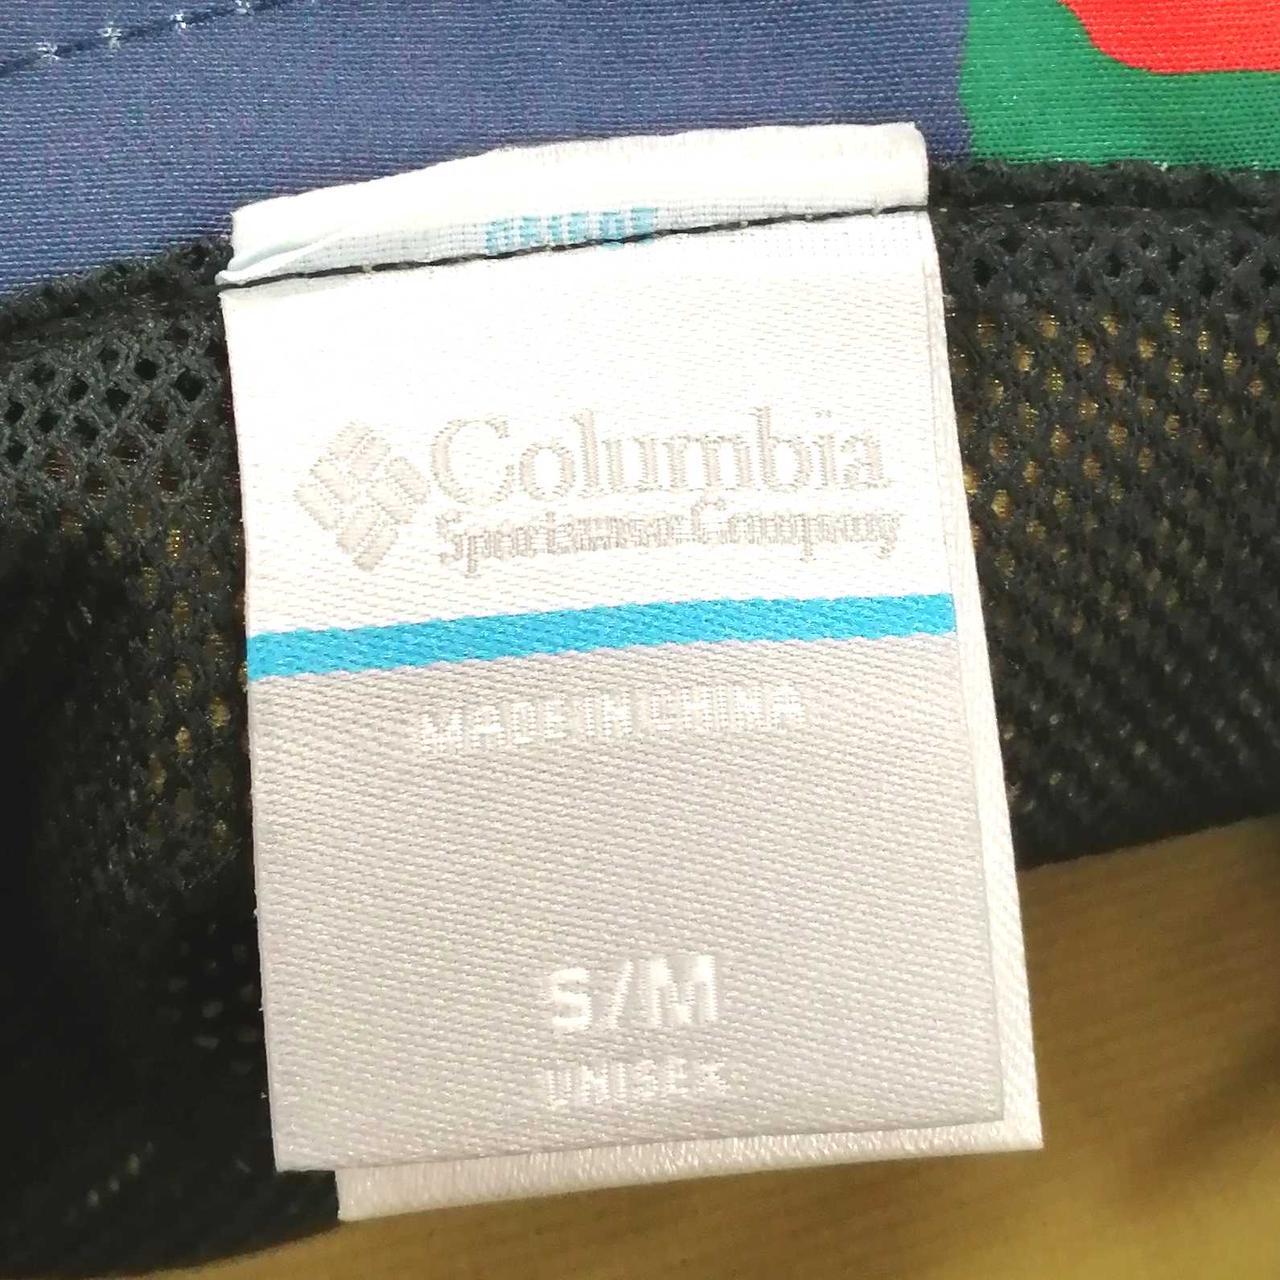 Columbia
Sportswear Company
MADE IN CHINA
S/M
UNISEX